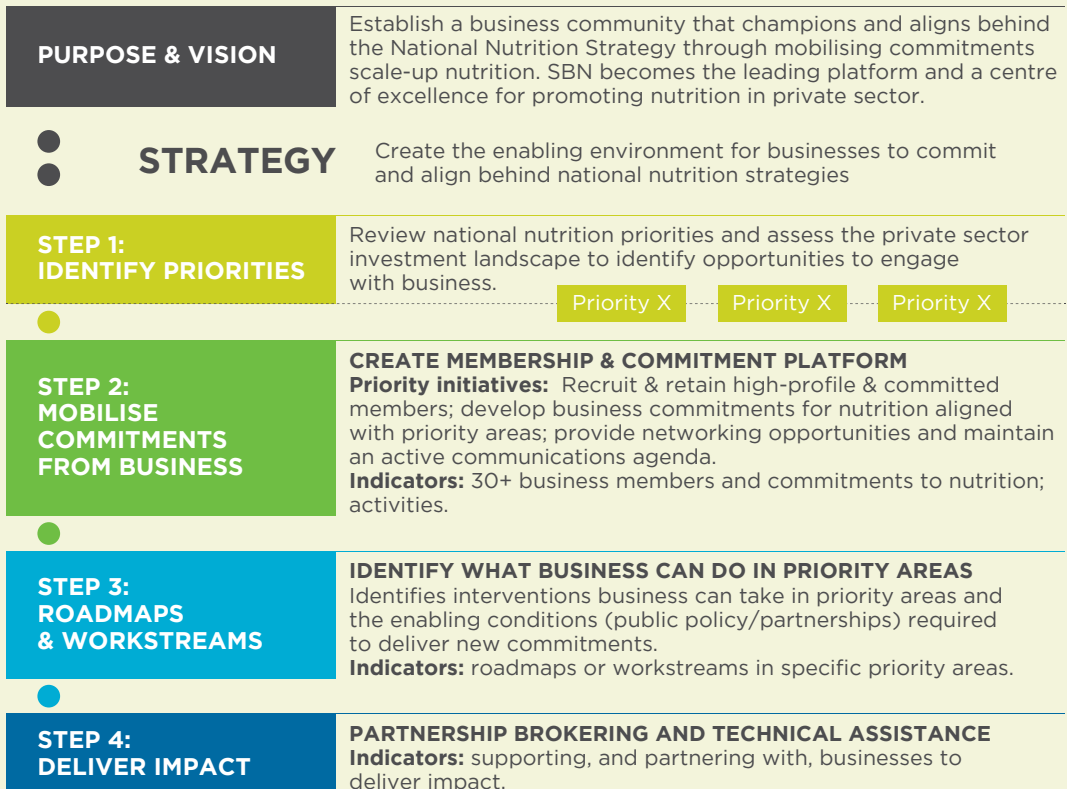 PURPOSE & VISION
Establish a business community that champions and aligns behind
the National Nutrition Strategy through mobilising commitments
scale-up nutrition. SBN becomes the leading platform and a centre
of excellence for promoting nutrition in private sector.
STRATEGY
Create the enabling environment for businesses to commit
and align behind national nutrition strategies
STEP 1:
IDENTIFY PRIORITIES
Review national nutrition priorities and assess the private sector
investment landscape to identify opportunities to engage
with business.
Priority X
Priority X
Priority X
STEP 2:
MOBILISE
COMMITMENTS
FROM BUSINESS
CREATE MEMBERSHIP & COMMITMENT PLATFORM
Priority initiatives: Recruit & retain high-profile & committed
members; develop business commitments for nutrition aligned
with priority areas; provide networking opportunities and maintain
an active communications agenda.
Indicators: 30+ business members and commitments to nutrition;
activities.
STEP 3:
ROADMAPS
& WORKSTREAMS
IDENTIFY WHAT BUSINESS CAN DO IN PRIORITY AREAS
Identifies interventions business can take in priority areas and
the enabling conditions (public policy/partnerships) required
to deliver new commitments.
Indicators: roadmaps or workstreams in specific priority areas.
STEP 4:
DELIVER IMPACT
PARTNERSHIP BROKERING AND TECHNICAL ASSISTANCE
Indicators: supporting, and partnering with, businesses to
deliver impact.